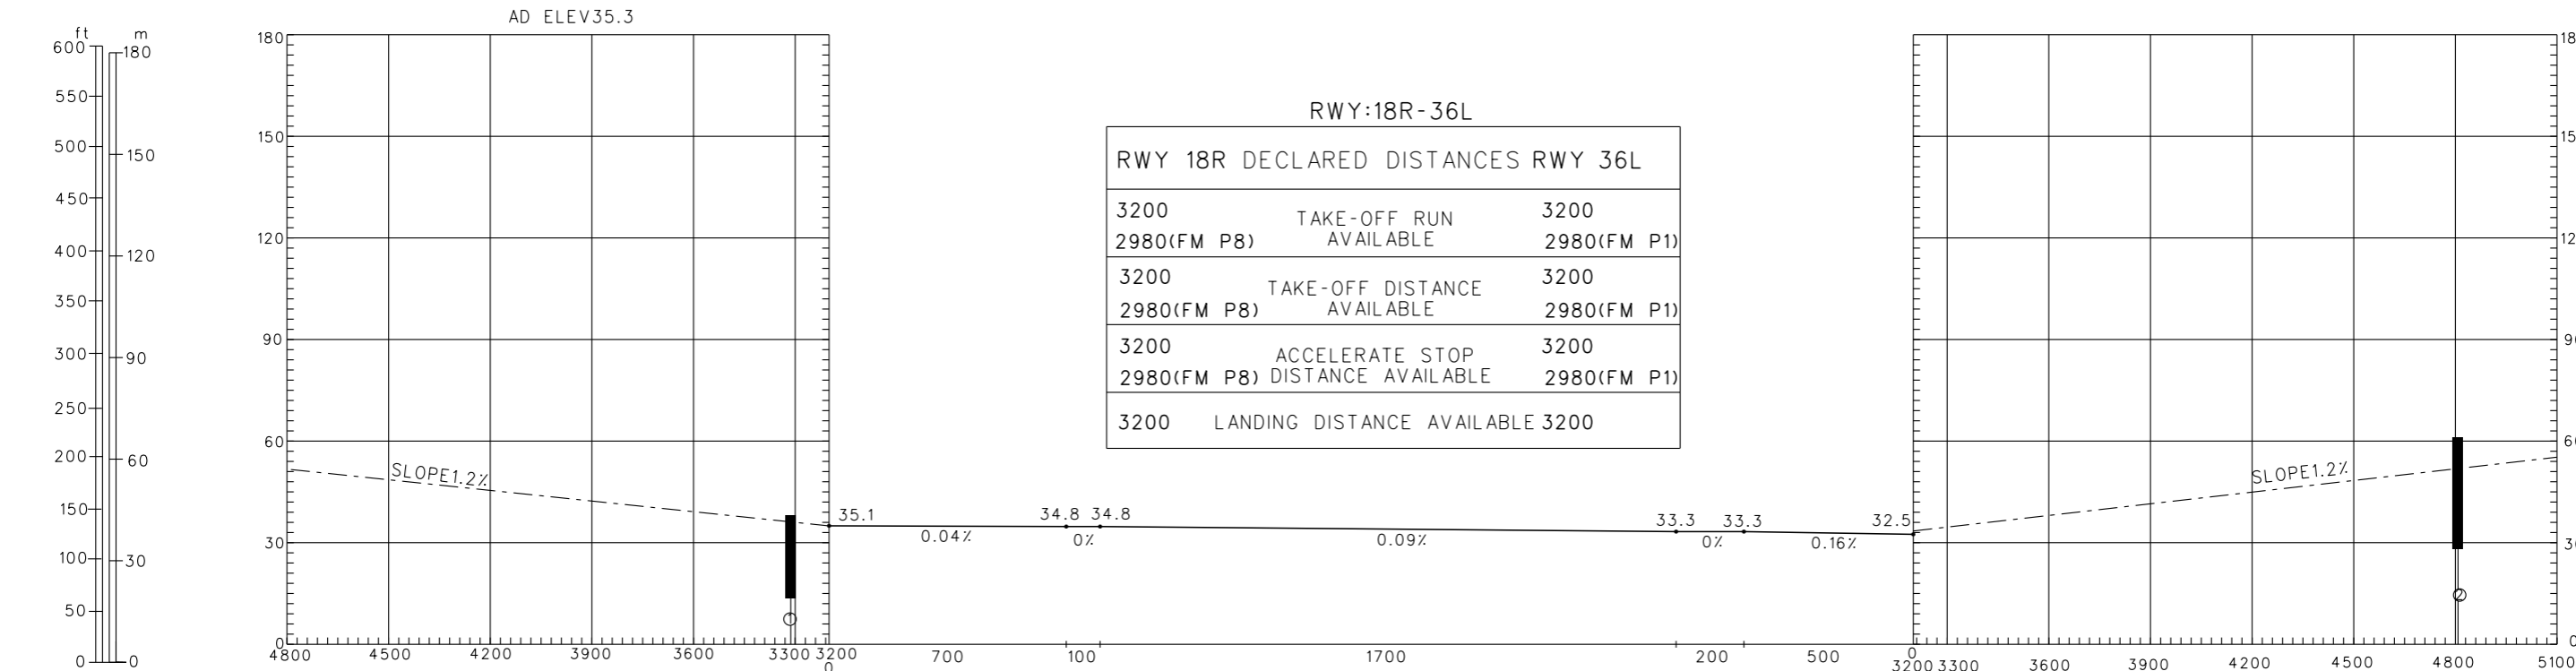 AD ELEV35.3
ft m
600
550
500
450
400
350
300
250
200
150
100
50
0
180
150
120
90
60
30
0
180
150
120
90
60
30
0
SLOPE1.2%
4800 4500 4200 3900 3600 3300 3200
0
RWY:18R-36L
RWY 18R DECLARED DISTANCES RWY 36L
3200 TAKE-OFF RUN 3200
2980(FM P8) AVAILABLE 2980(FM P1)
3200 TAKE-OFF DISTANCE 3200
2980(FM P8) AVAILABLE 2980(FM P1)
3200 ACCELERATE STOP 3200
2980(FM P8) DISTANCE AVAILABLE 2980(FM P1)
3200 LANDING DISTANCE AVAILABLE 3200
35.1 34.8 34.8 33.3 33.3 32.5
0.04% 0% 0.09% 0% 0.16%
700 100 1700 200 500
SLOPE1.2%
2
0
3200 3300 3600 3900 4200 4500 4800 5100